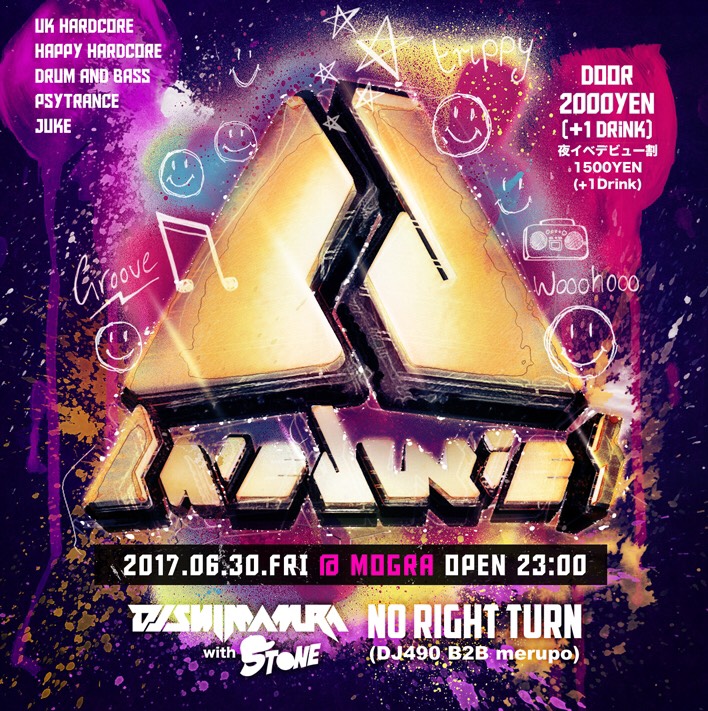 UK HARDCORE
HAPPY HARDCORE
DRUM AND BASS
PSYTRANCE
JUKE
trippy
DOOR
2000YEN
(+1 DRINK)
夜イベデビュー割
1500YEN
(+1Drink)
Groove
Wooohooo
RAVEJUNKIES
2017.06.30.FRI @ MOGRA OPEN 23:00
DJ SHIMAMURA
with STONE
NO RIGHT TURN
(DJ490 B2B merupo)